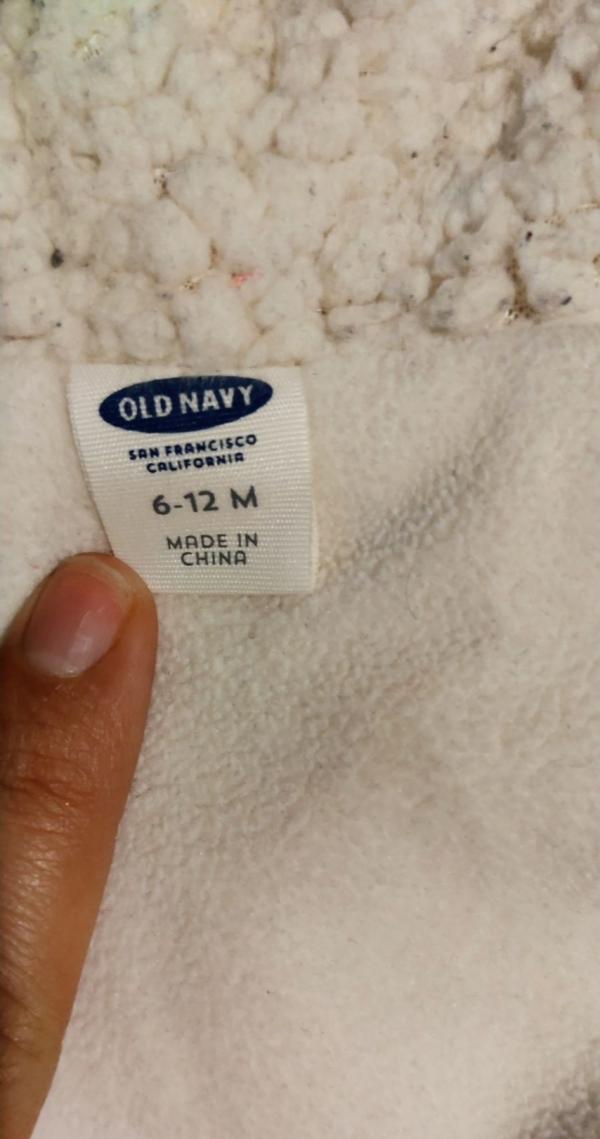 OLD NAVY
SAN FRANCISCO
CALIFORNIA
6-12 M
MADE IN
CHINA